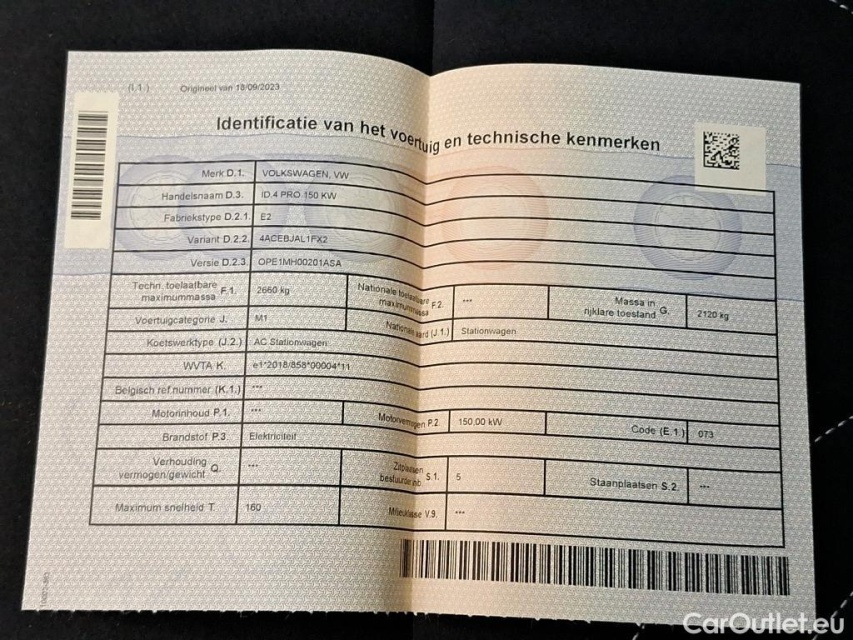 (I.1.) Origineel van 18/09/2023
Identificatie van het voertuig en technische kenmerken
Merk D.1. VOLKSWAGEN, VW
Handelsnaam D.3. ID.4 PRO 150 KW
Fabriekstype D.2.1. E2
Variant D.2.2. 4ACEBJAL1FX2
Versie D.2.3. OPE1MH00201ASA
Techn. toelaatbare maximummassa F.1. 2660 kg Nationale toelaatbare maximummassa F.2. *** Massa in rijklare toestand G. 2120 kg
Voertuigcategorie J. M1 Nationale aard (J.1.) Stationwagen
Koetswerktype (J.2.) AC Stationwagen
WVTA K. e1*2018/858*00004*11
Belgisch ref.nummer (K.1.) ***
Motorinhoud P.1. *** Motorvermogen P.2. 150,00 kW Code (E.1.) 073
Brandstof P.3. Elektriciteit
Verhouding vermogen/gewicht Q. *** Zitplaatsen S.1. 5 Staanplaatsen S.2. ***
Maximum snelheid T. 160 Milieuklasse V.9. ***
CarOutlet.eu